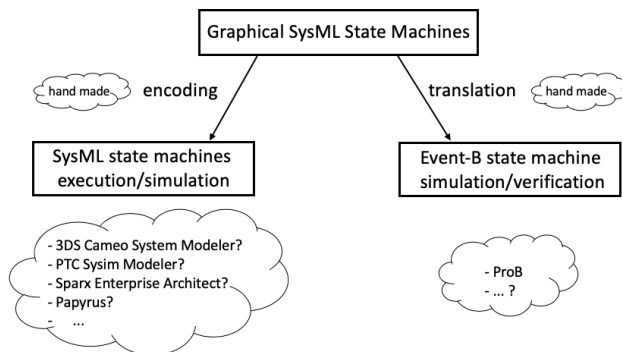 Graphical SysML State Machines
hand made
encoding
translation
hand made
SysML state machines
execution/simulation
Event-B state machine
simulation/verification
- 3DS Cameo System Modeler?
- PTC Sysim Modeler?
- Sparx Enterprise Architect?
- Papyrus?
- ...
- ProB
- ... ?